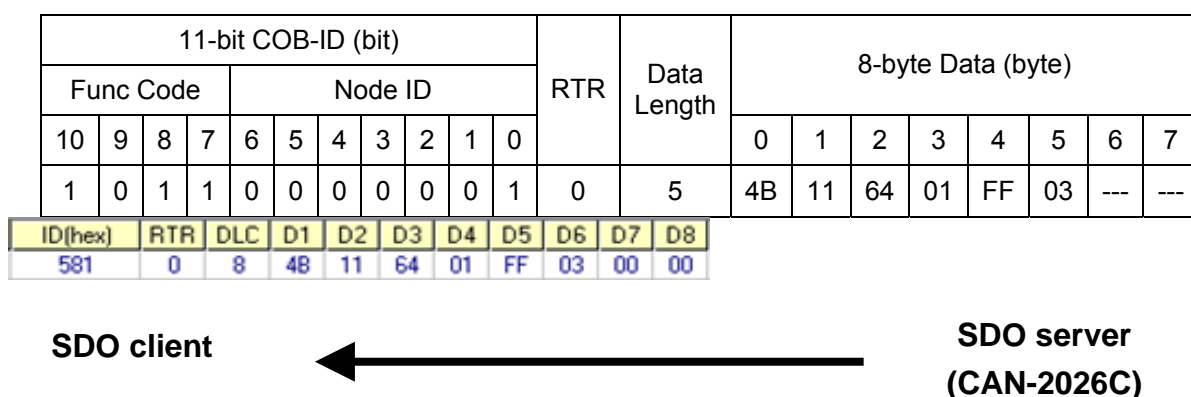 11-bit COB-ID (bit) RTR Data Length 8-byte Data (byte)
Func Code Node ID
10 9 8 7 6 5 4 3 2 1 0 0 1 2 3 4 5 6 7
1 0 1 1 0 0 0 0 0 0 1 0 5 4B 11 64 01 FF 03 --- ---
ID(hex) RTR DLC D1 D2 D3 D4 D5 D6 D7 D8
581 0 8 4B 11 64 01 FF 03 00 00
SDO client
SDO server
(CAN-2026C)